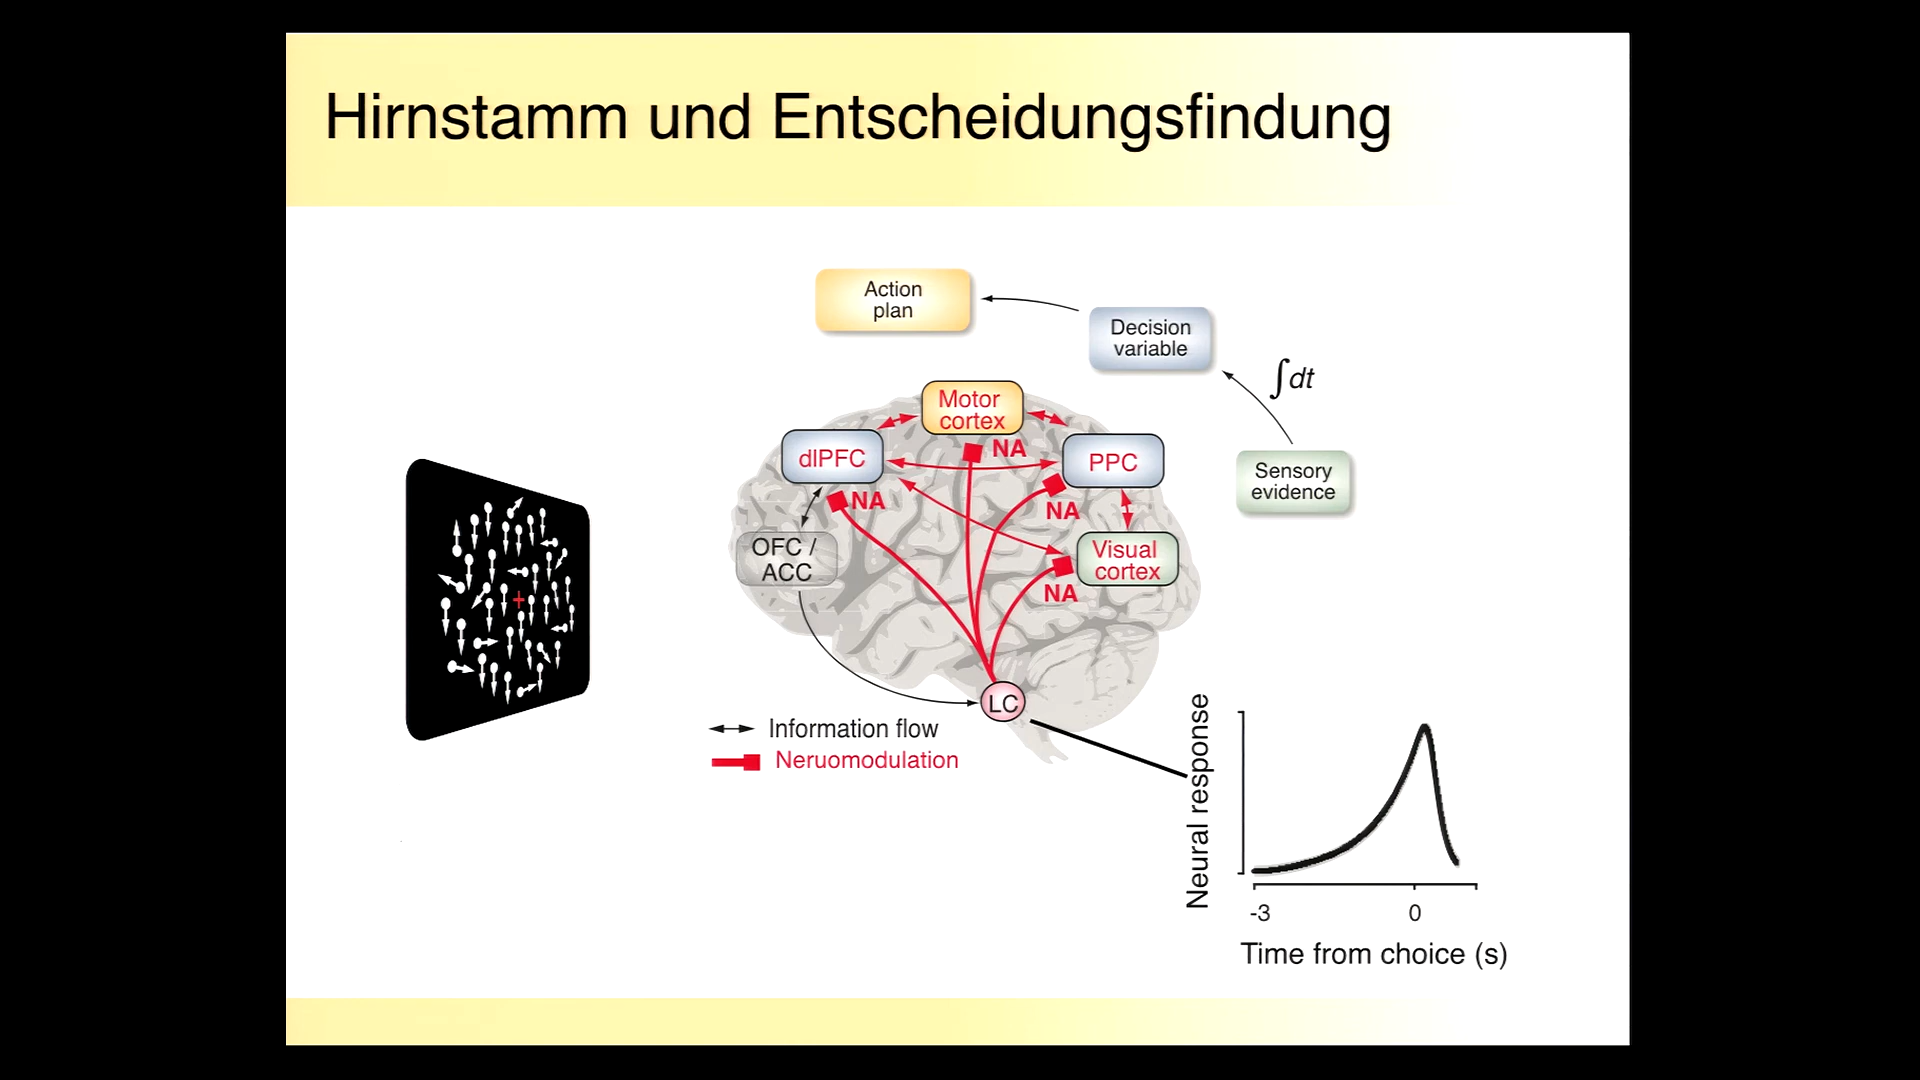 Hirnstamm und Entscheidungsfindung
Action
plan
Decision
variable
∫dt
Sensory
evidence
Motor
cortex
NA
dlPFC
NA
PPC
NA
OFC /
ACC
Visual
cortex
NA
LC
Information flow
Neruomodulation
Neural response
-3
0
Time from choice (s)